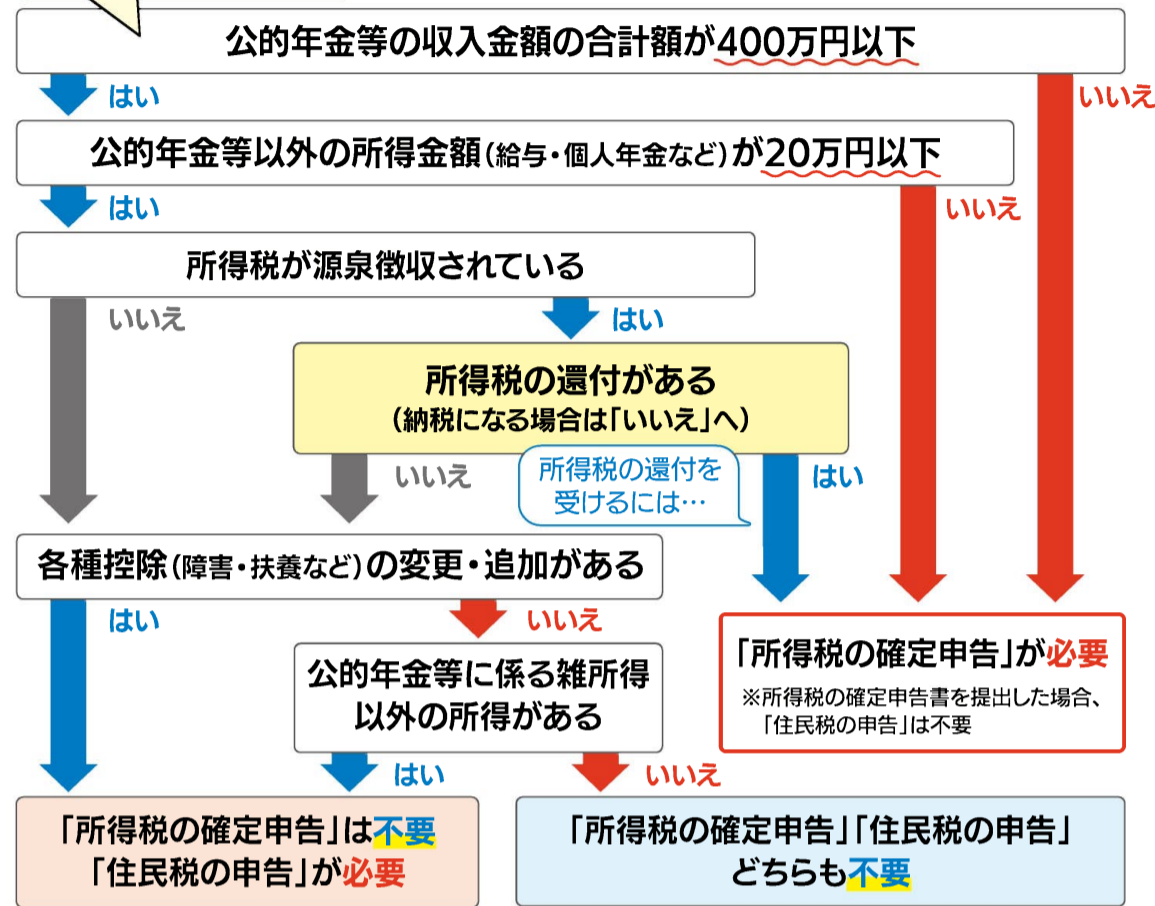 公的年金等の収入金額の合計額が400万円以下
はい
いいえ
公的年金等以外の所得金額(給与・個人年金など)が20万円以下
はい
いいえ
所得税が源泉徴収されている
いいえ
はい
所得税の還付がある
(納税になる場合は「いいえ」へ)
いいえ
所得税の還付を
受けるには…
はい
各種控除(障害・扶養など)の変更・追加がある
はい
いいえ
公的年金等に係る雑所得
以外の所得がある
はい
いいえ
「所得税の確定申告」が必要
※所得税の確定申告書を提出した場合、
「住民税の申告」は不要
「所得税の確定申告」は不要
「住民税の申告」が必要
「所得税の確定申告」「住民税の申告」
どちらも不要